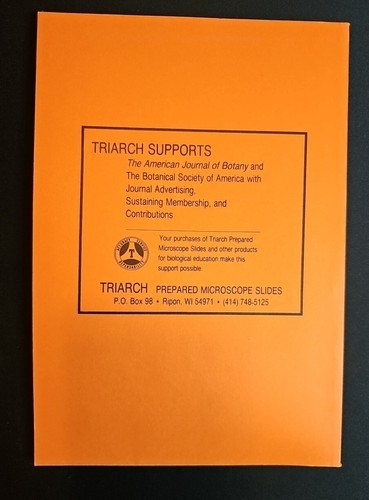 TRIARCH SUPPORTS
The American Journal of Botany and
The Botanical Society of America with
Journal Advertising,
Sustaining Membership, and
Contributions
Your purchases of Triarch Prepared
Microscope Slides and other products
for biological education make this
support possible.
TRIARCH PREPARED MICROSCOPE SLIDES
P.O. Box 98 • Ripon, WI 54971 • (414) 748-5125